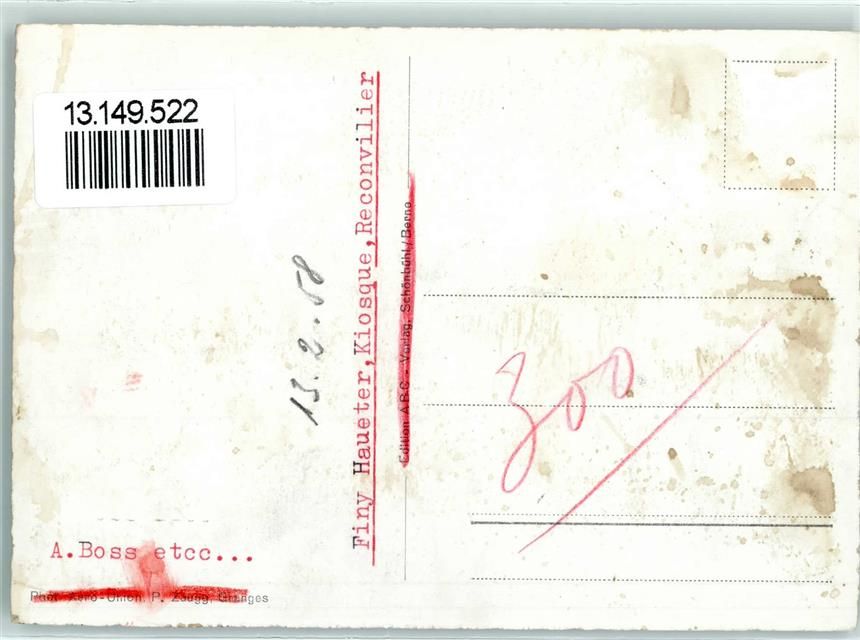 13.149.522
A.Boss etcc...
Phot Aero-Union, P. Zaugg, Granges
13.2.58
Finy Haueter,Kiosque,Reconvilier
Edition A.B.C. - Verlag, Schönbühl/Berne
300